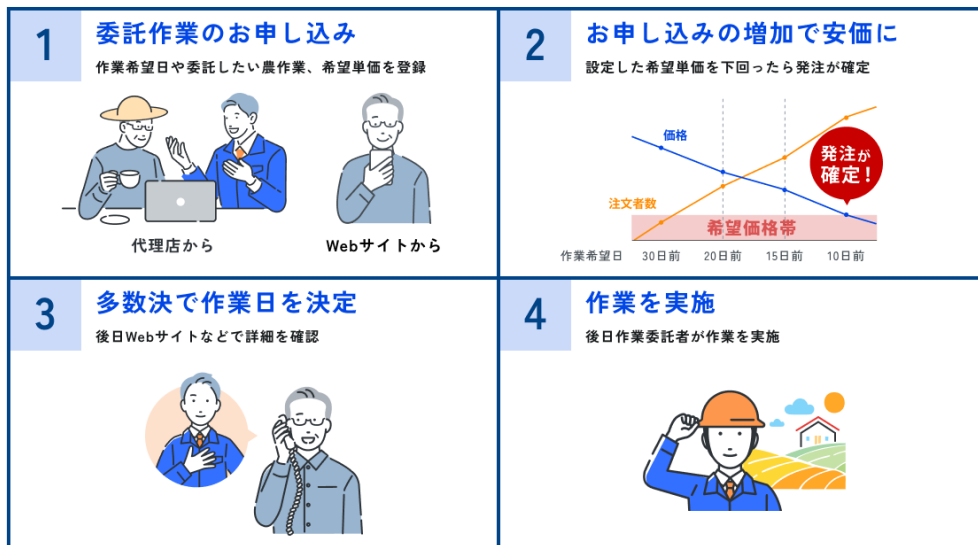 1
委託作業のお申し込み
作業希望日や委託したい農作業、希望単価を登録
代理店から
Webサイトから
2
お申し込みの増加で安価に
設定した希望単価を下回ったら発注が確定
価格
注文者数
発注が
確定!
希望価格帯
作業希望日 30日前 20日前 15日前 10日前
3
多数決で作業日を決定
後日Webサイトなどで詳細を確認
4
作業を実施
後日作業委託者が作業を実施